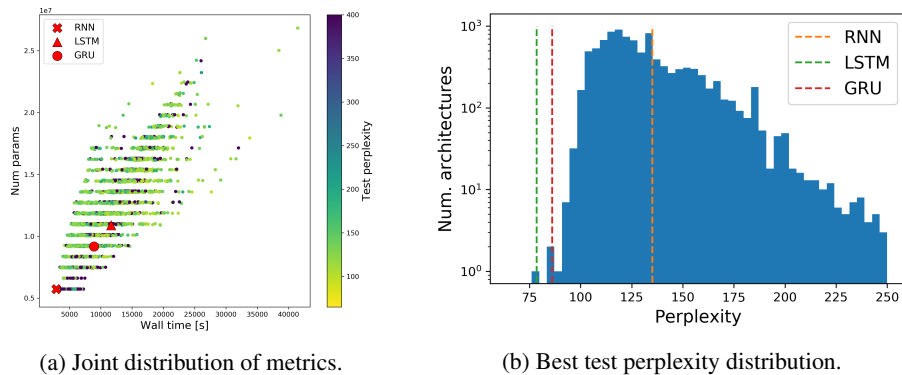 1e7
RNN
LSTM
GRU
2.5
2.0
1.5
1.0
0.5
Num params
5000 10000 15000 20000 25000 30000 35000 40000
Wall time [s]
400
350
300
250
200
150
100
Test perplexity
RNN
LSTM
GRU
10³
10²
10¹
10⁰
Num. architectures
75 100 125 150 175 200 225 250
Perplexity
(a) Joint distribution of metrics.
(b) Best test perplexity distribution.